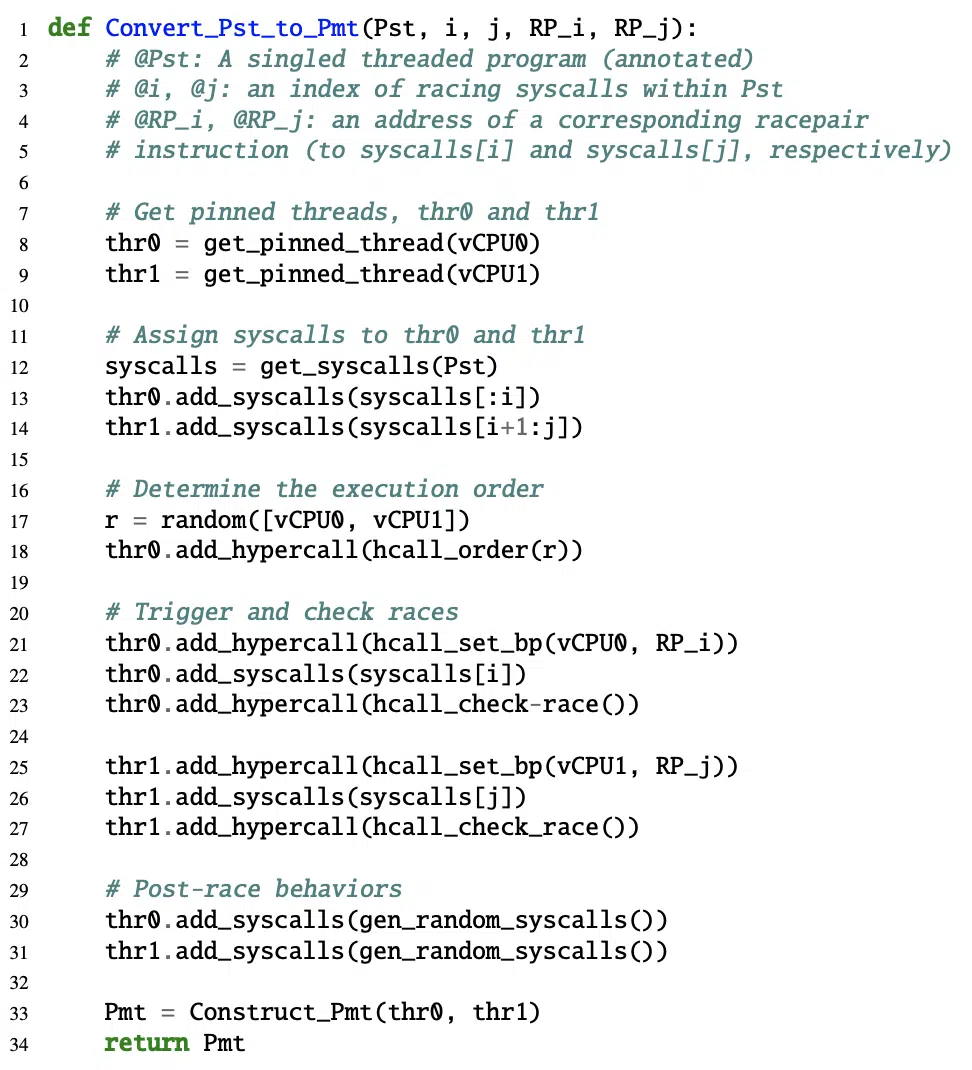 1 def Convert_Pst_to_Pmt(Pst, i, j, RP_i, RP_j):
2 # @Pst: A singled threaded program (annotated)
3 # @i, @j: an index of racing syscalls within Pst
4 # @RP_i, @RP_j: an address of a corresponding racepair
5 # instruction (to syscalls[i] and syscalls[j], respectively)
6
7 # Get pinned threads, thr0 and thr1
8 thr0 = get_pinned_thread(vCPU0)
9 thr1 = get_pinned_thread(vCPU1)
10
11 # Assign syscalls to thr0 and thr1
12 syscalls = get_syscalls(Pst)
13 thr0.add_syscalls(syscalls[:i])
14 thr1.add_syscalls(syscalls[i+1:j])
15
16 # Determine the execution order
17 r = random([vCPU0, vCPU1])
18 thr0.add_hypercall(hcall_order(r))
19
20 # Trigger and check races
21 thr0.add_hypercall(hcall_set_bp(vCPU0, RP_i))
22 thr0.add_syscalls(syscalls[i])
23 thr0.add_hypercall(hcall_check-race())
24
25 thr1.add_hypercall(hcall_set_bp(vCPU1, RP_j))
26 thr1.add_syscalls(syscalls[j])
27 thr1.add_hypercall(hcall_check_race())
28
29 # Post-race behaviors
30 thr0.add_syscalls(gen_random_syscalls())
31 thr1.add_syscalls(gen_random_syscalls())
32
33 Pmt = Construct_Pmt(thr0, thr1)
34 return Pmt